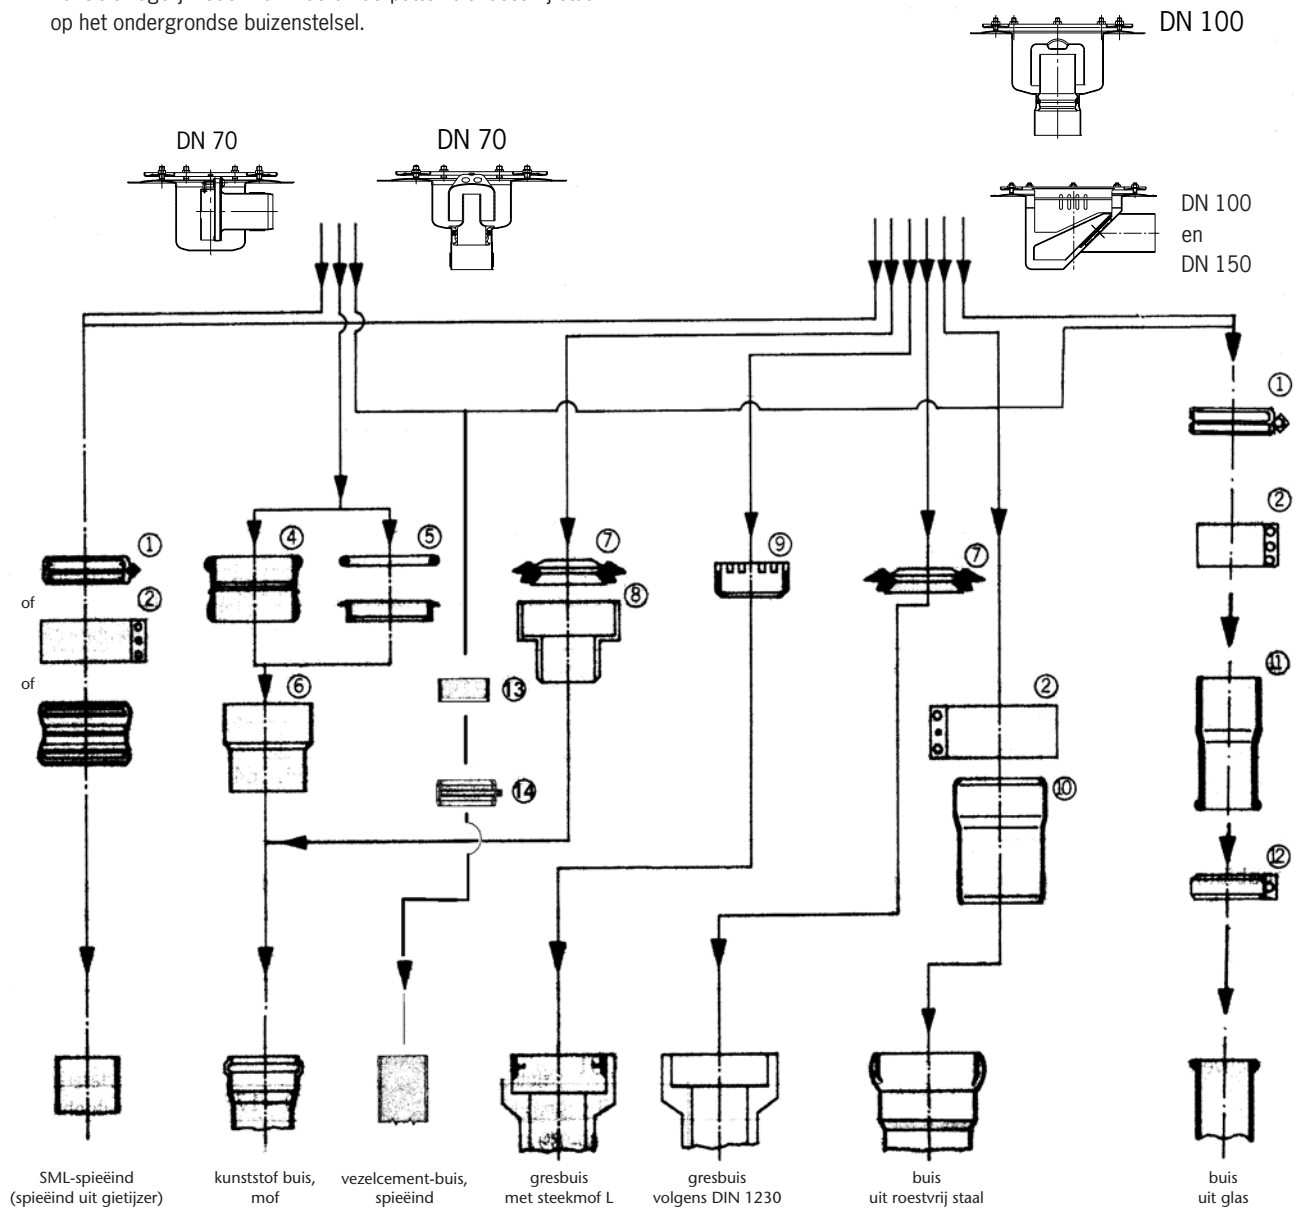 op het ondergrondse buizenstelsel.
DN 100
DN 70
DN 70
DN 100
en
DN 150
1
2
1
of
2
of
4
5
7
9
7
8
6
13
2
11
14
10
12
SML-spieëind
(spieëind uit gietijzer)
kunststof buis,
mof
vezelcement-buis,
spieëind
gresbuis
met steekmof L
gresbuis
volgens DIN 1230
buis
uit roestvrij staal
buis
uit glas